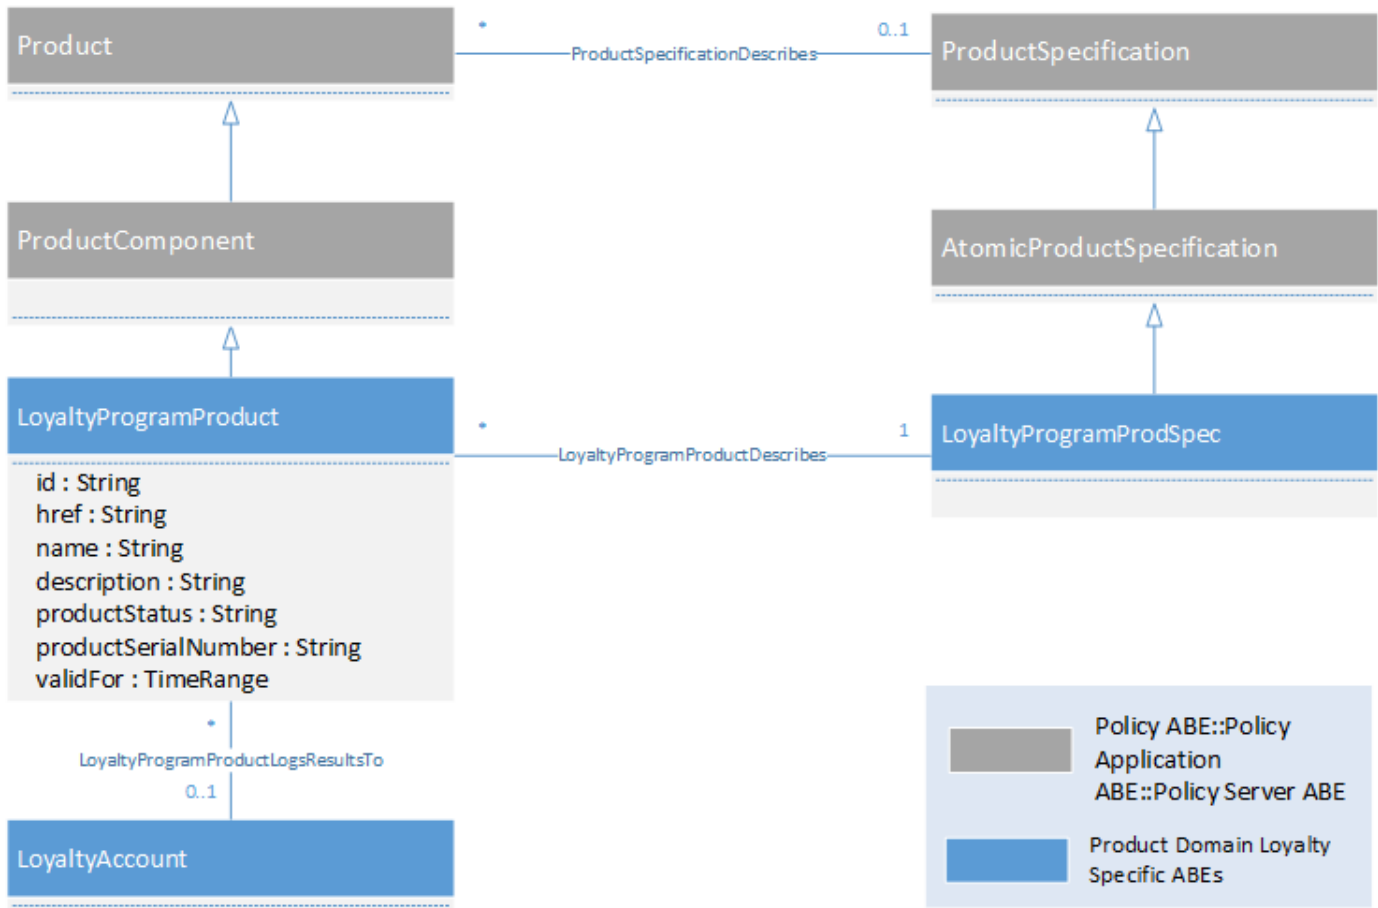 Product
*
0..1
ProductSpecificationDescribes
ProductSpecification
ProductComponent
AtomicProductSpecification
LoyaltyProgramProduct
*
1
LoyaltyProgramProductDescribes
LoyaltyProgramProdSpec
id : String
href : String
name : String
description : String
productStatus : String
productSerialNumber : String
validFor : TimeRange
*
LoyaltyProgramProductLogsResultsTo
0..1
LoyaltyAccount
Policy ABE::Policy
Application
ABE::Policy Server ABE
Product Domain Loyalty
Specific ABEs